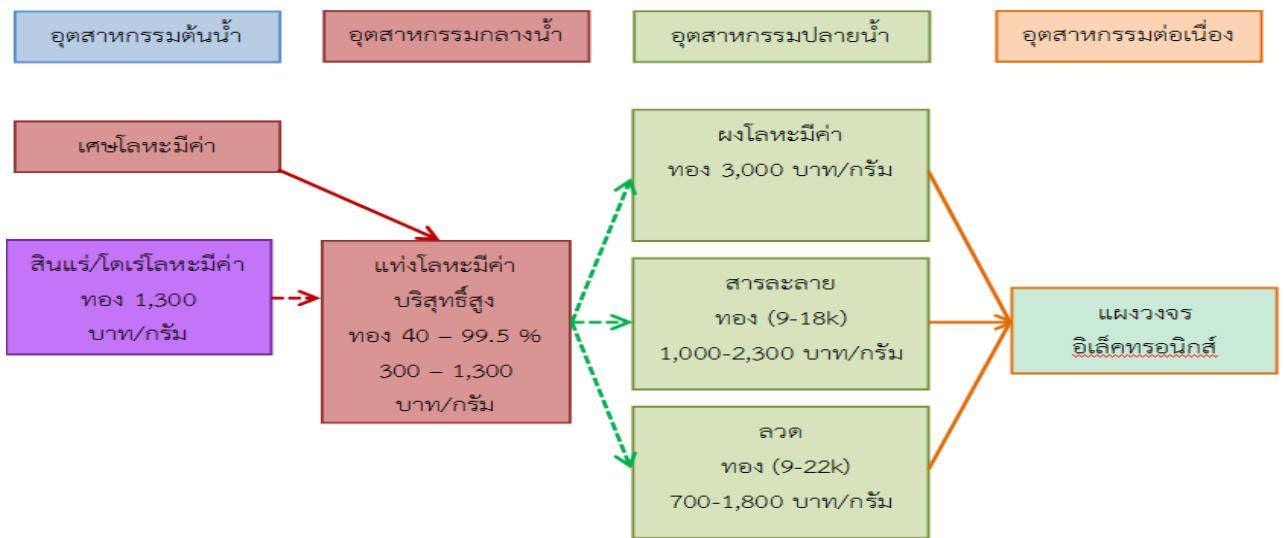 อุตสาหกรรมต้นน้ำ
อุตสาหกรรมกลางน้ำ
อุตสาหกรรมปลายน้ำ
อุตสาหกรรมต่อเนื่อง
เศษโลหะมีค่า
สินแร่/โดเร่โลหะมีค่า
ทอง 1,300
บาท/กรัม
แท่งโลหะมีค่า
บริสุทธิ์สูง
ทอง 40 – 99.5 %
300 – 1,300
บาท/กรัม
ผงโลหะมีค่า
ทอง 3,000 บาท/กรัม
สารละลาย
ทอง (9-18k)
1,000-2,300 บาท/กรัม
ลวด
ทอง (9-22k)
700-1,800 บาท/กรัม
แผงวงจร
อิเล็คทรอนิกส์